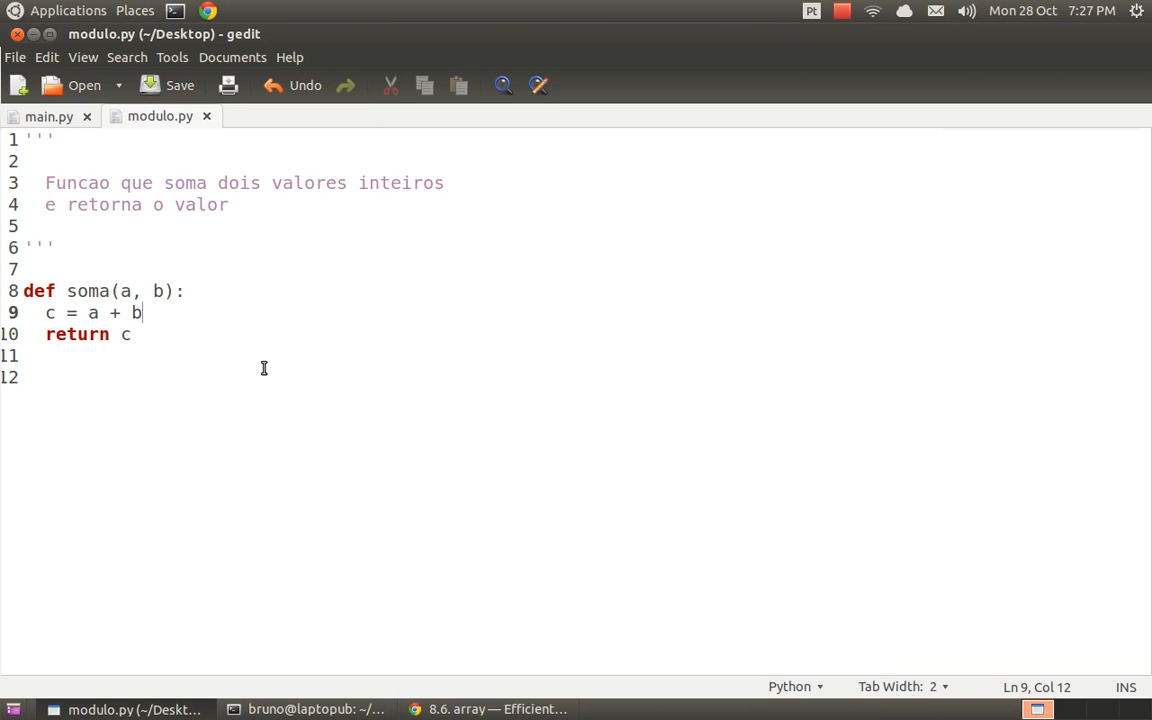 Applications Places Pt Mon 28 Oct 7:27 PM
modulo.py (~/Desktop) - gedit
File Edit View Search Tools Documents Help
Open Save Undo
main.py modulo.py
1 '''
2
3 Funcao que soma dois valores inteiros
4 e retorna o valor
5
6 '''
7
8 def soma(a, b):
9 c = a + b
10 return c
11
12
Python Tab Width: 2 Ln 9, Col 12 INS
modulo.py (~/Deskt... bruno@laptopub: ~/... 8.6. array — Efficient...